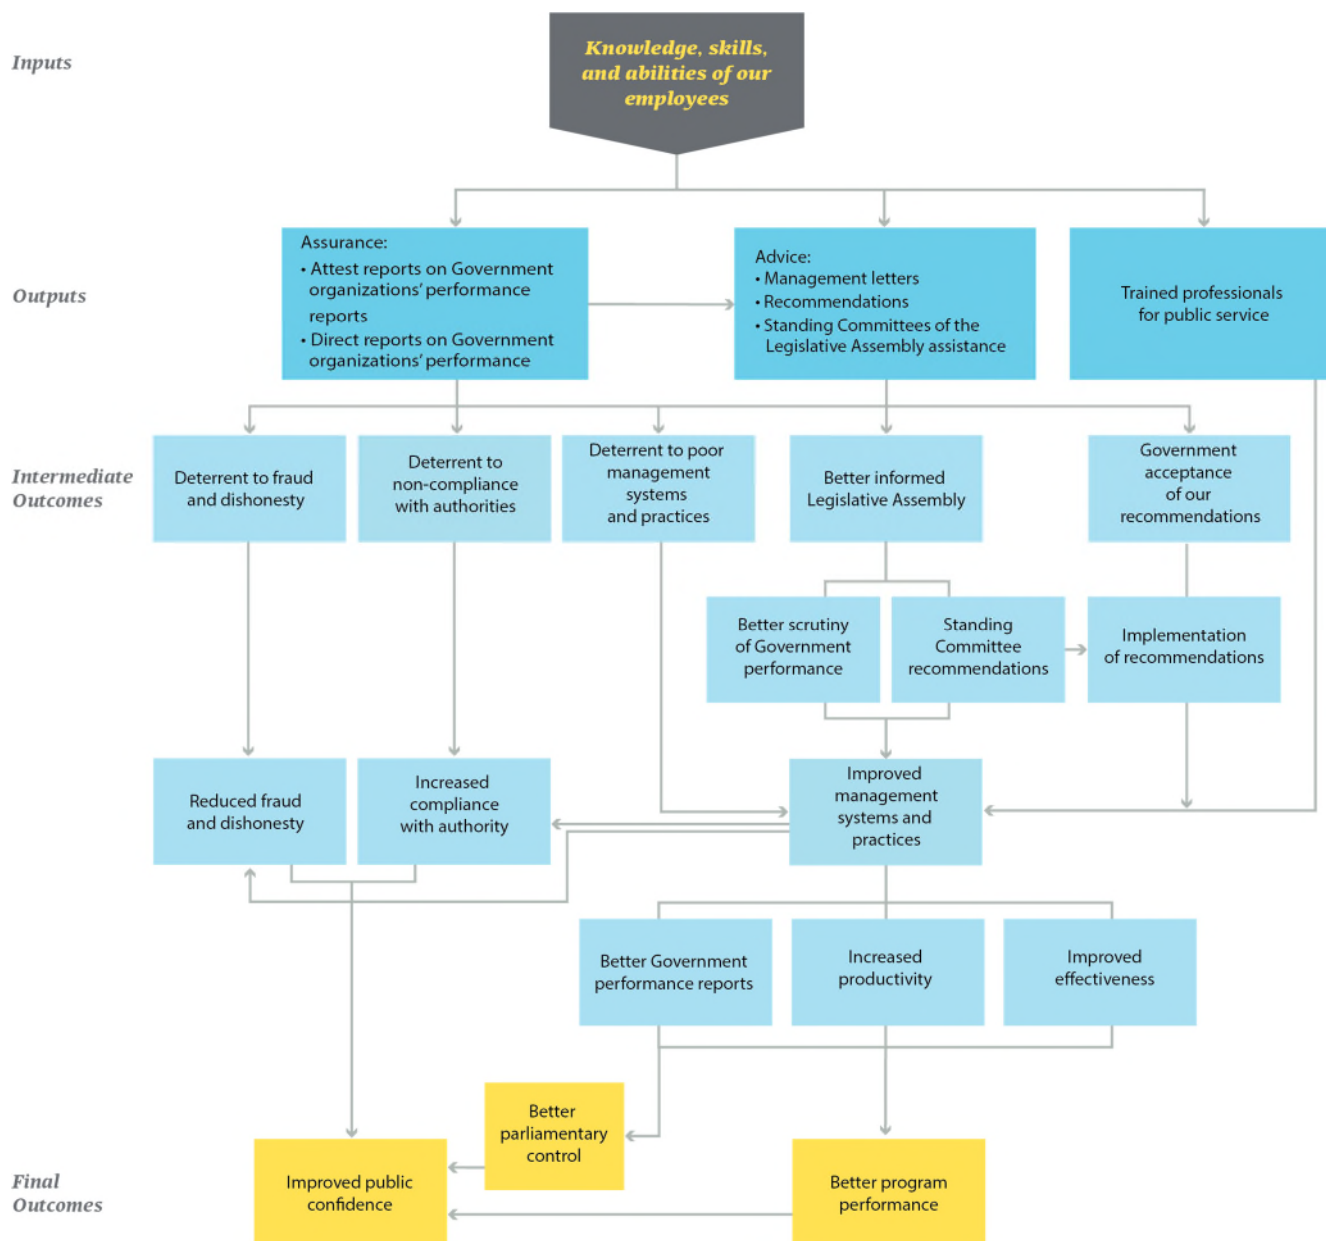 Inputs
Knowledge, skills,
and abilities of our
employees
Outputs
Assurance:
• Attest reports on Government
organizations' performance
reports
• Direct reports on Government
organizations' performance
Advice:
• Management letters
• Recommendations
• Standing Committees of the
Legislative Assembly assistance
Trained professionals
for public service
Intermediate
Outcomes
Deterrent to fraud
and dishonesty
Deterrent to
non-compliance
with authorities
Deterrent to poor
management
systems
and practices
Better informed
Legislative Assembly
Government
acceptance
of our
recommendations
Better scrutiny
of Government
performance
Standing
Committee
recommendations
Implementation
of recommendations
Reduced fraud
and dishonesty
Increased
compliance
with authority
Improved
management
systems and
practices
Better Government
performance reports
Increased
productivity
Improved
effectiveness
Better
parliamentary
control
Final
Outcomes
Improved public
confidence
Better program
performance